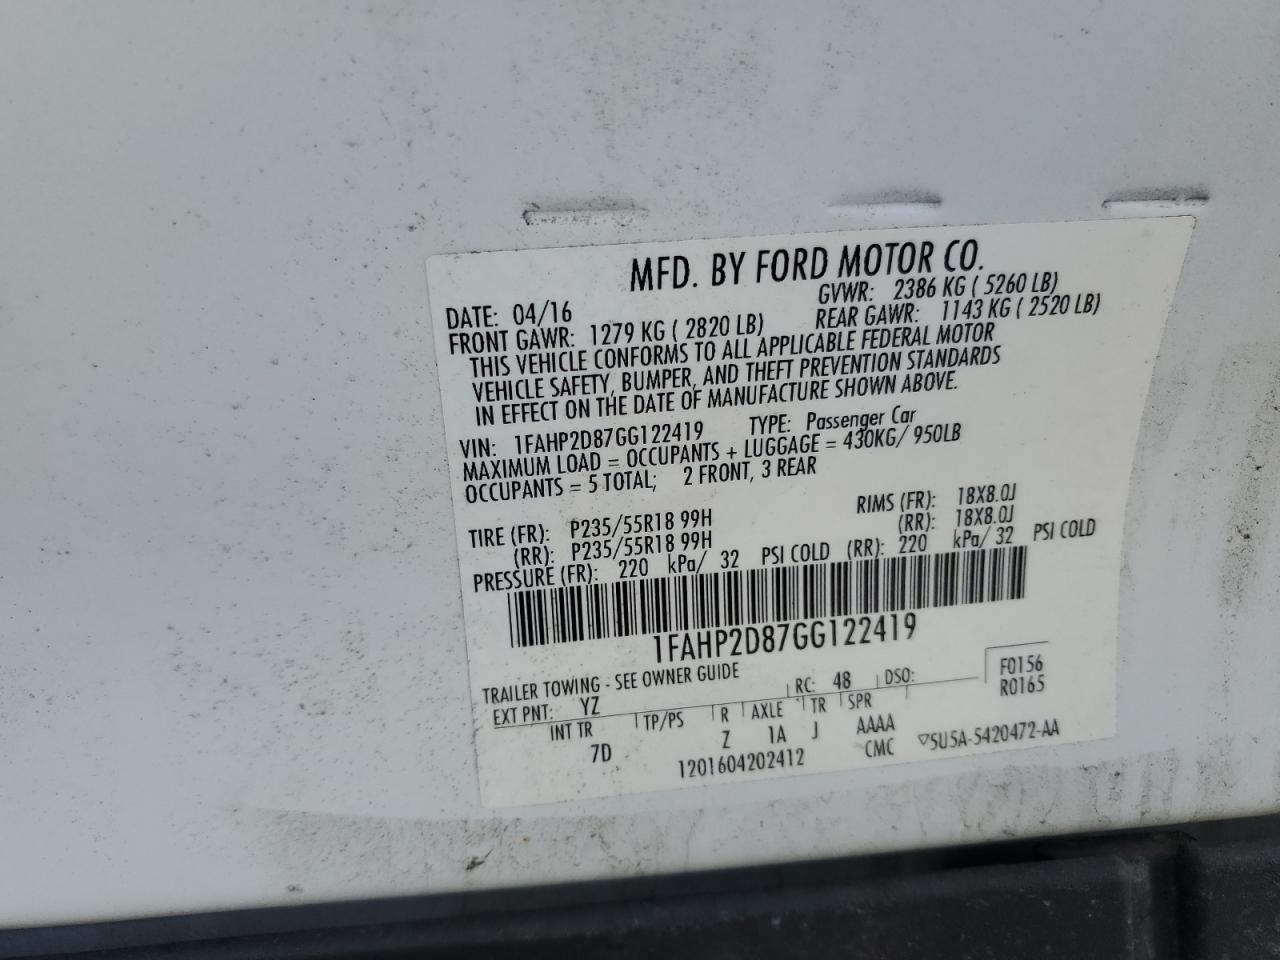 MFD. BY FORD MOTOR CO.
DATE: 04/16 GVWR: 2386 KG ( 5260 LB)
FRONT GAWR: 1279 KG ( 2820 LB) REAR GAWR: 1143 KG ( 2520 LB)
THIS VEHICLE CONFORMS TO ALL APPLICABLE FEDERAL MOTOR
VEHICLE SAFETY, BUMPER, AND THEFT PREVENTION STANDARDS
IN EFFECT ON THE DATE OF MANUFACTURE SHOWN ABOVE.
VIN: 1FAHP2D87GG122419 TYPE: Passenger Car
MAXIMUM LOAD = OCCUPANTS + LUGGAGE = 430KG/ 950LB
OCCUPANTS = 5 TOTAL; 2 FRONT, 3 REAR
TIRE (FR): P235/55R18 99H RIMS (FR): 18X8.0J
(RR): P235/55R18 99H (RR): 18X8.0J
PRESSURE (FR): 220 kPa/ 32 PSI COLD (RR): 220 kPa/ 32 PSI COLD
1FAHP2D87GG122419
TRAILER TOWING - SEE OWNER GUIDE
EXT PNT: YZ RC: 48 DSO: F0156
R0165
INT TR TP/PS R AXLE TR SPR
7D Z 1A J AAAA
1201604202412 CMC ▽5U5A-5420472-AA